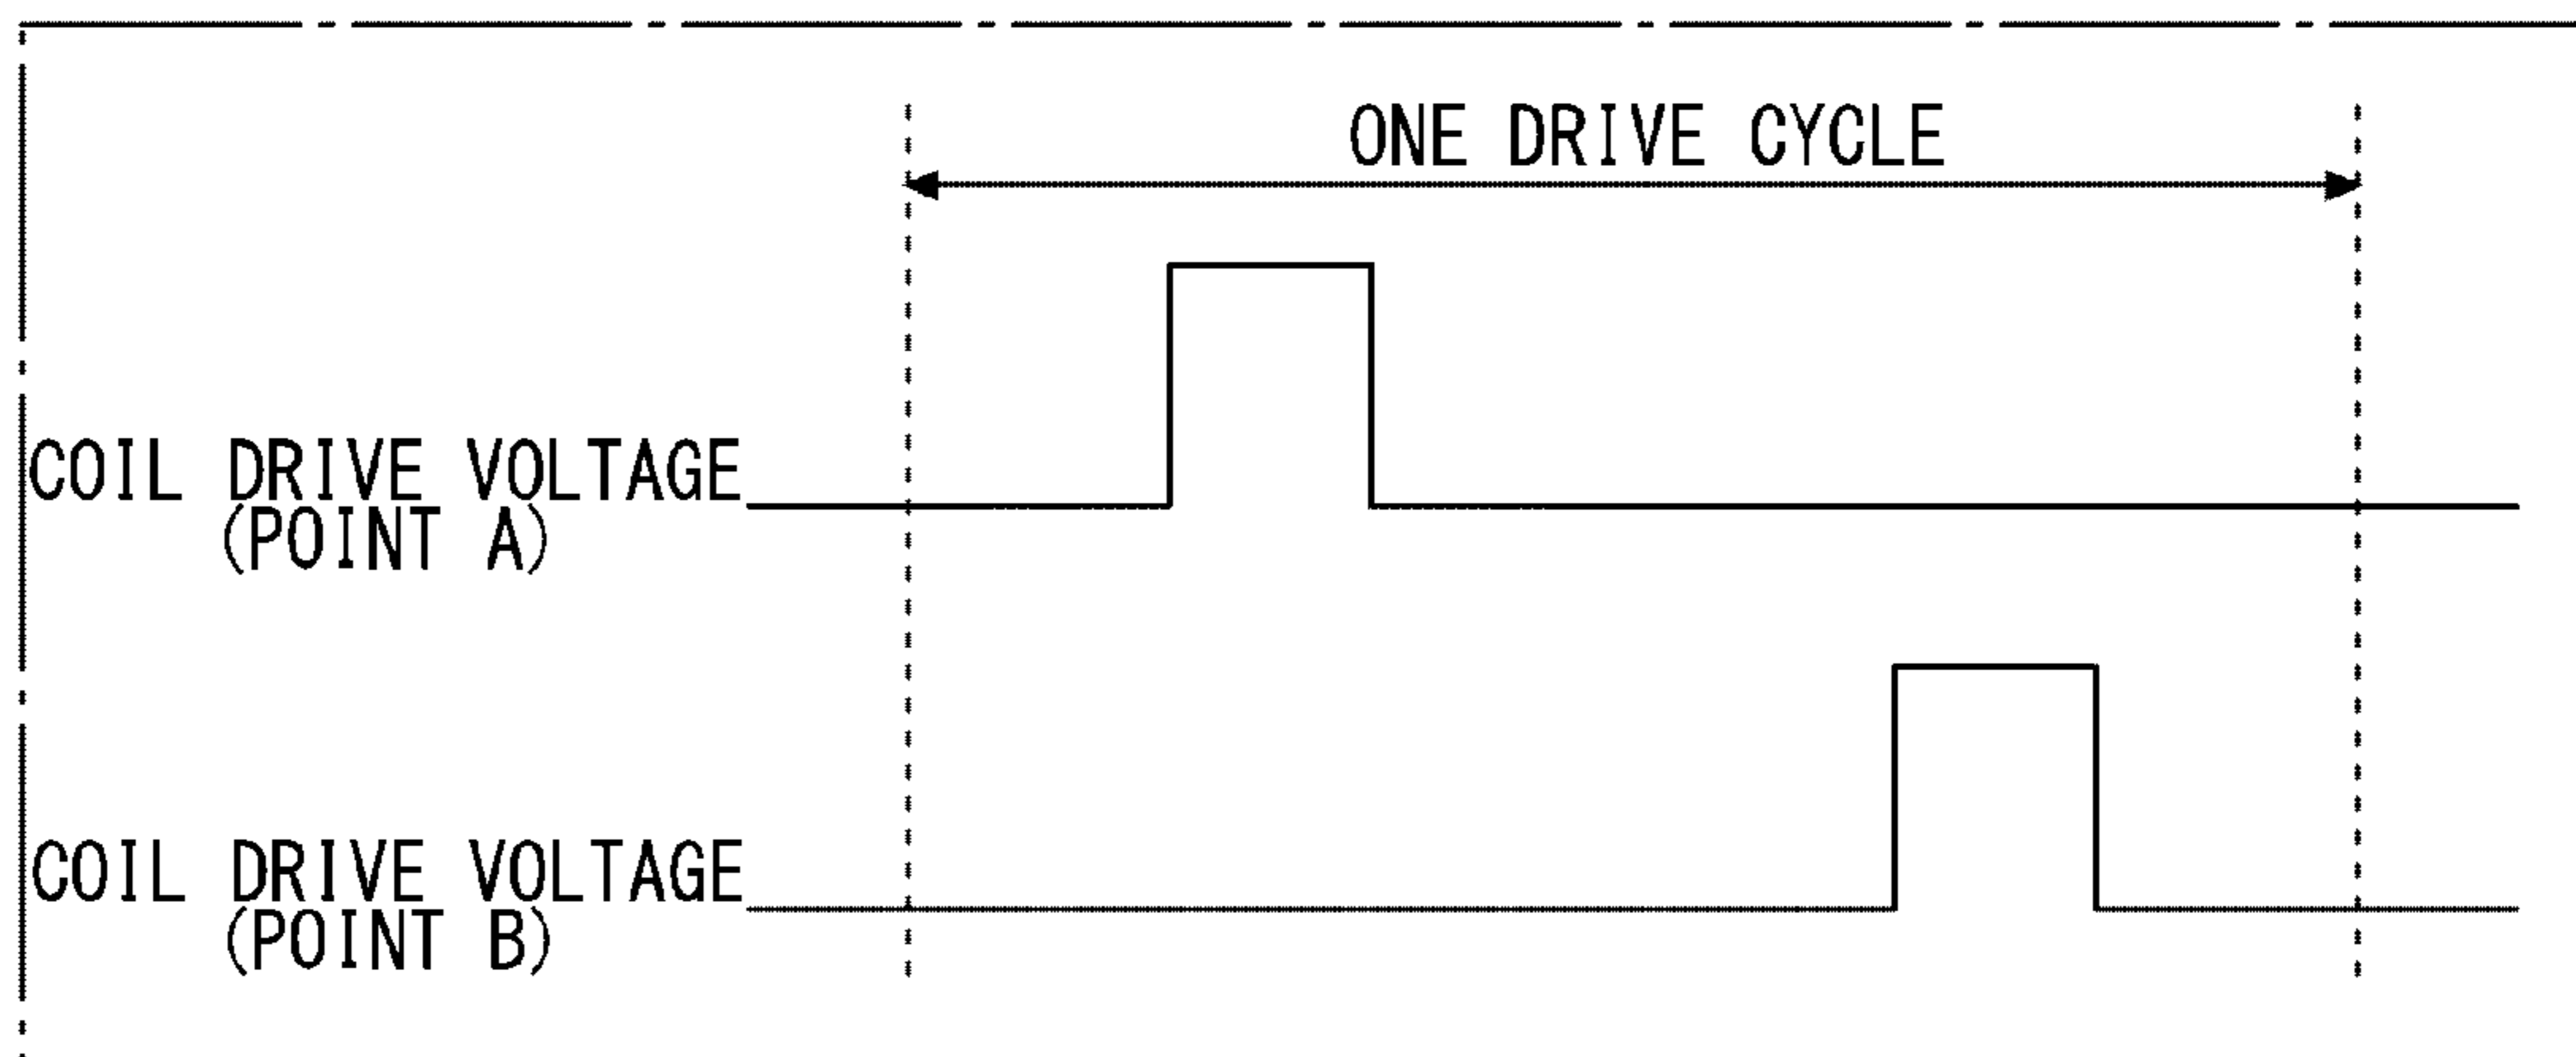 ONE DRIVE CYCLE
COIL DRIVE VOLTAGE
(POINT A)
COIL DRIVE VOLTAGE
(POINT B)